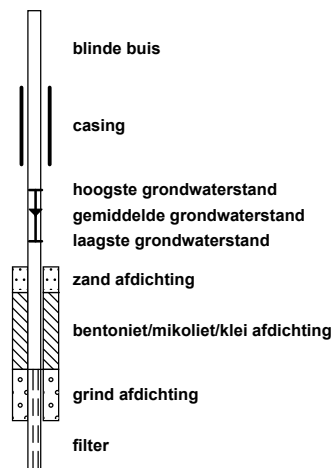 blinde buis
casing
hoogste grondwaterstand
gemiddelde grondwaterstand
laagste grondwaterstand
zand afdichting
bentoniet/mikoliet/klei afdichting
grind afdichting
filter